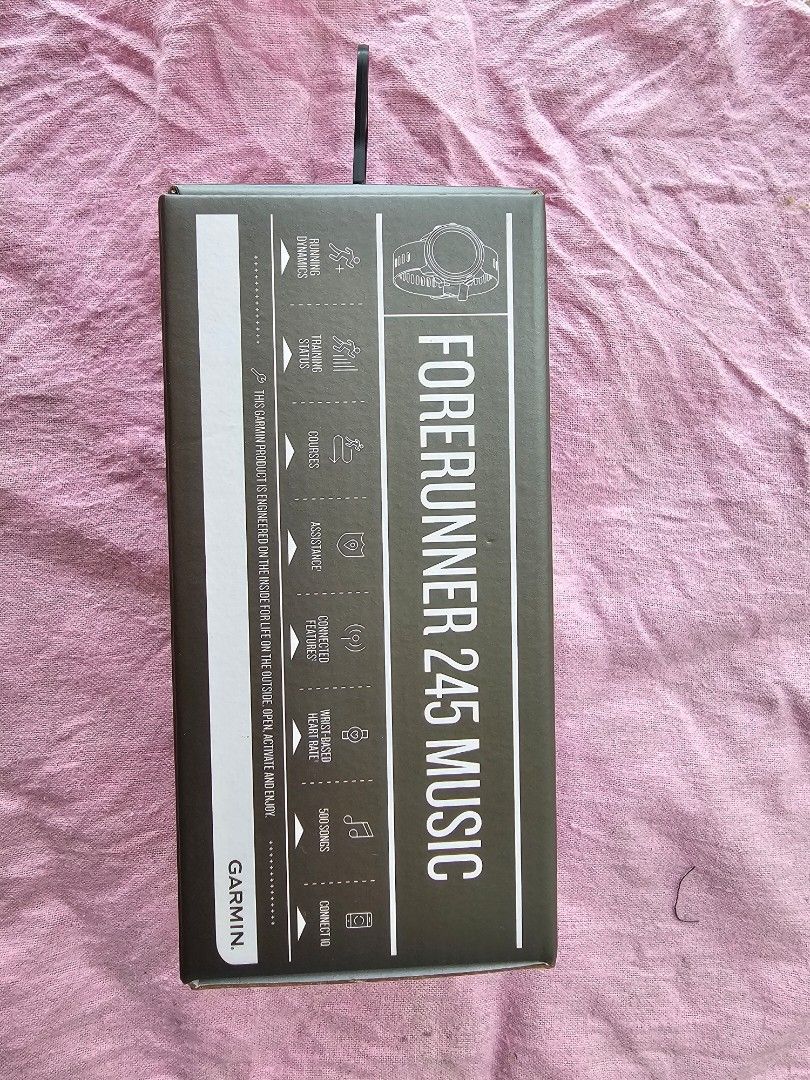 FORERUNNER 245 MUSIC
RUNNING
DYNAMICS
TRAINING
STATUS
COURSES
ASSISTANCE
CONNECTED
FEATURES
WRIST-BASED
HEART RATE
500 SONGS
CONNECT IQ
THIS GARMIN PRODUCT IS ENGINEERED ON THE INSIDE FOR LIFE ON THE OUTSIDE. OPEN, ACTIVATE AND ENJOY.
GARMIN.